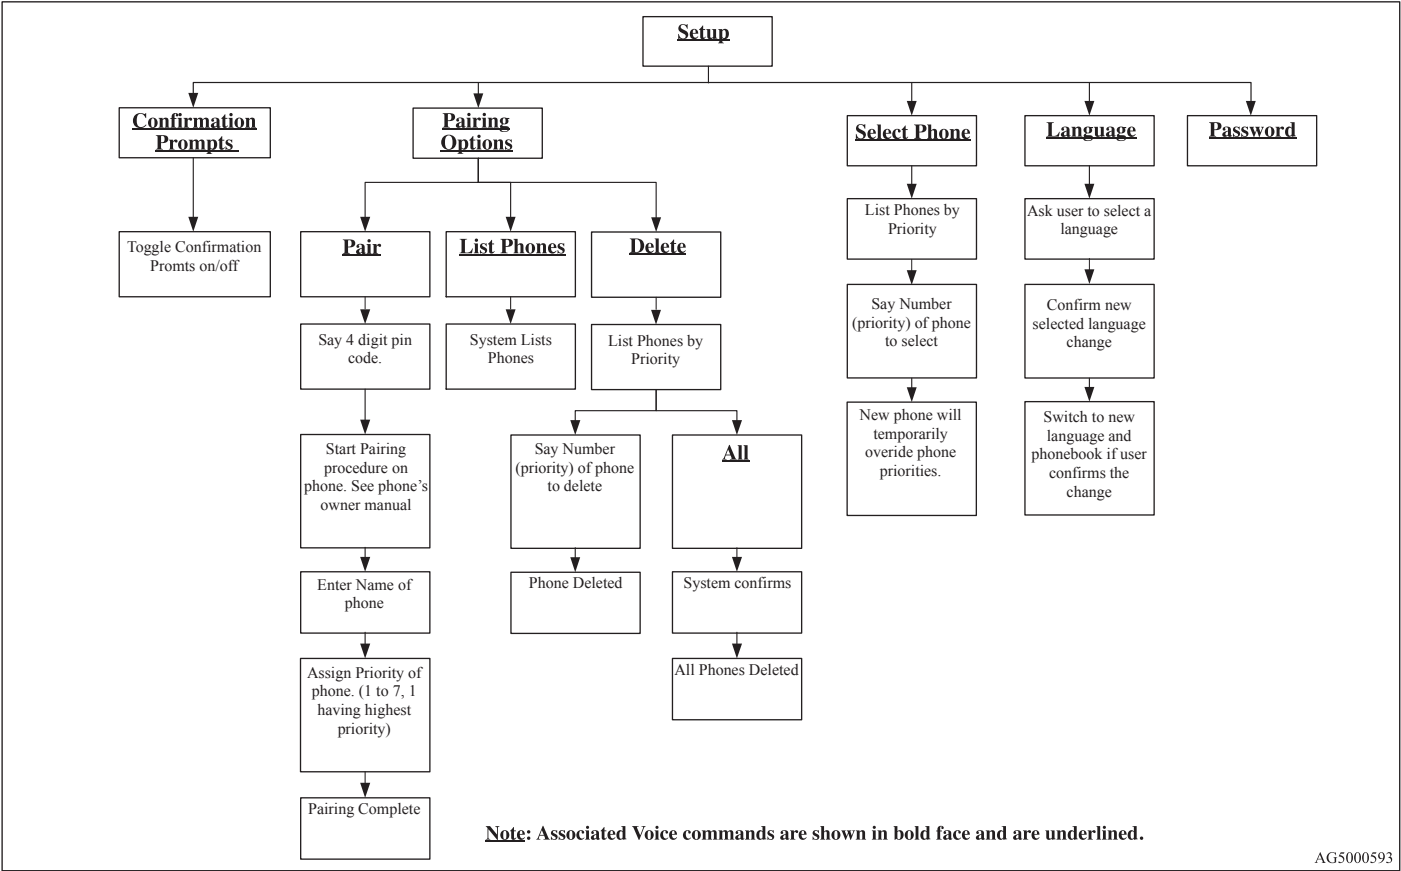 Setup
Confirmation
Prompts
Pairing
Options
Select Phone
Language
Password
Toggle Confirmation
Promts on/off
Pair
List Phones
Delete
List Phones by
Priority
Ask user to select a
language
Say 4 digit pin
code.
System Lists
Phones
List Phones by
Priority
Say Number
(priority) of phone
to select
Confirm new
selected language
change
Start Pairing
procedure on
phone. See phone’s
owner manual
Say Number
(priority) of phone
to delete
All
New phone will
temporarily
overide phone
priorities.
Switch to new
language and
phonebook if user
confirms the
change
Enter Name of
phone
Phone Deleted
System confirms
Assign Priority of
phone. (1 to 7, 1
having highest
priority)
All Phones Deleted
Pairing Complete
Note: Associated Voice commands are shown in bold face and are underlined.
AG5000593